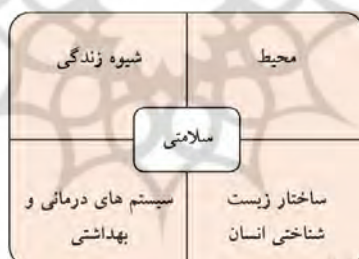 محیط
شیوه زندگی
سلامتی
ساختار زیست
شناختی انسان
سیستم های درمانی و
بهداشتی